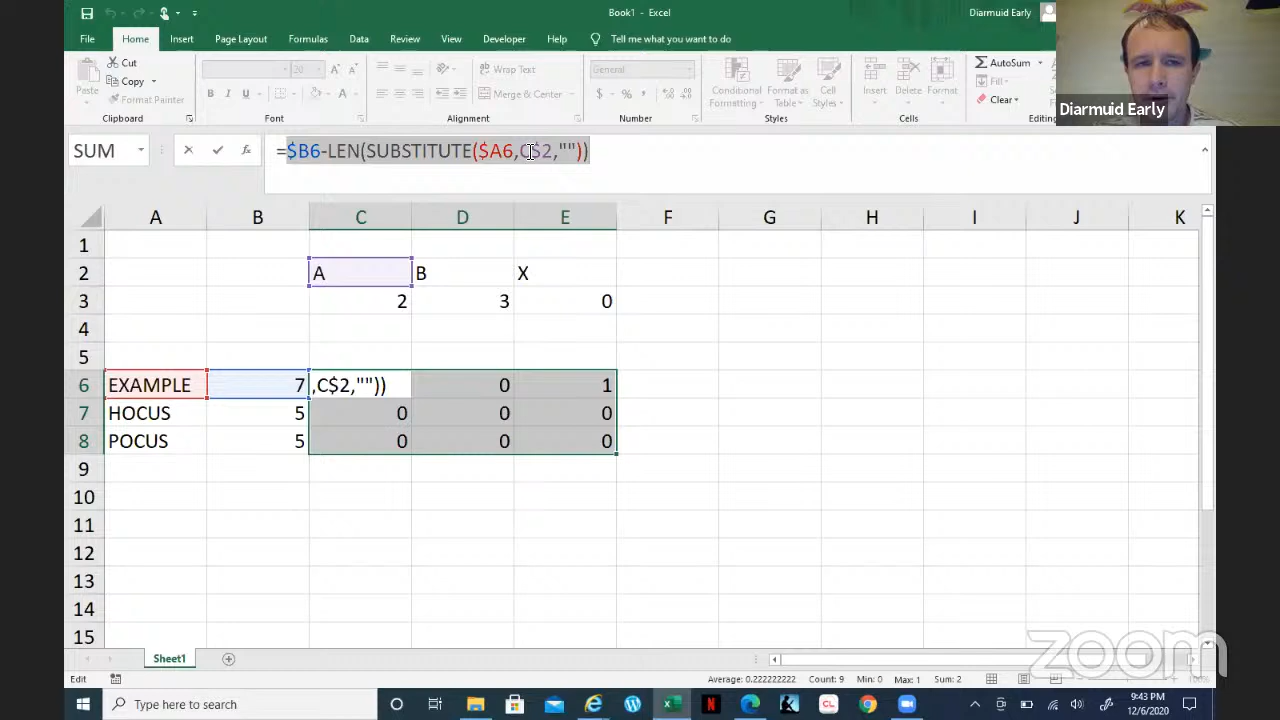 Book1 - Excel
Diarmuid Early
File Home Insert Page Layout Formulas Data Review View Developer Help Tell me what you want to do
Paste
Cut
Copy
Format Painter
Clipboard
20
A A
B I U
Font
Wrap Text
Merge & Center
Alignment
General
$ % ,
Number
Conditional Formatting
Format as Table
Cell Styles
Styles
Insert
Delete
Format
Cells
AutoSum
Fill
Clear
Editing
Diarmuid Early
SUM
fx
=$B6-LEN(SUBSTITUTE($A6,C$2,""))
A B C D E F G H I J K
1
2 A B X
3 2 3 0
4
5
6 EXAMPLE 7 ,C$2,"")) 0 1
7 HOCUS 5 0 0 0
8 POCUS 5 0 0 0
9
10
11
12
13
14
15
Sheet1
zoom
Edit
Average: 0.222222222 Count: 9 Min: 0 Max: 1 Sum: 2
Type here to search
CL
9:43 PM
12/6/2020